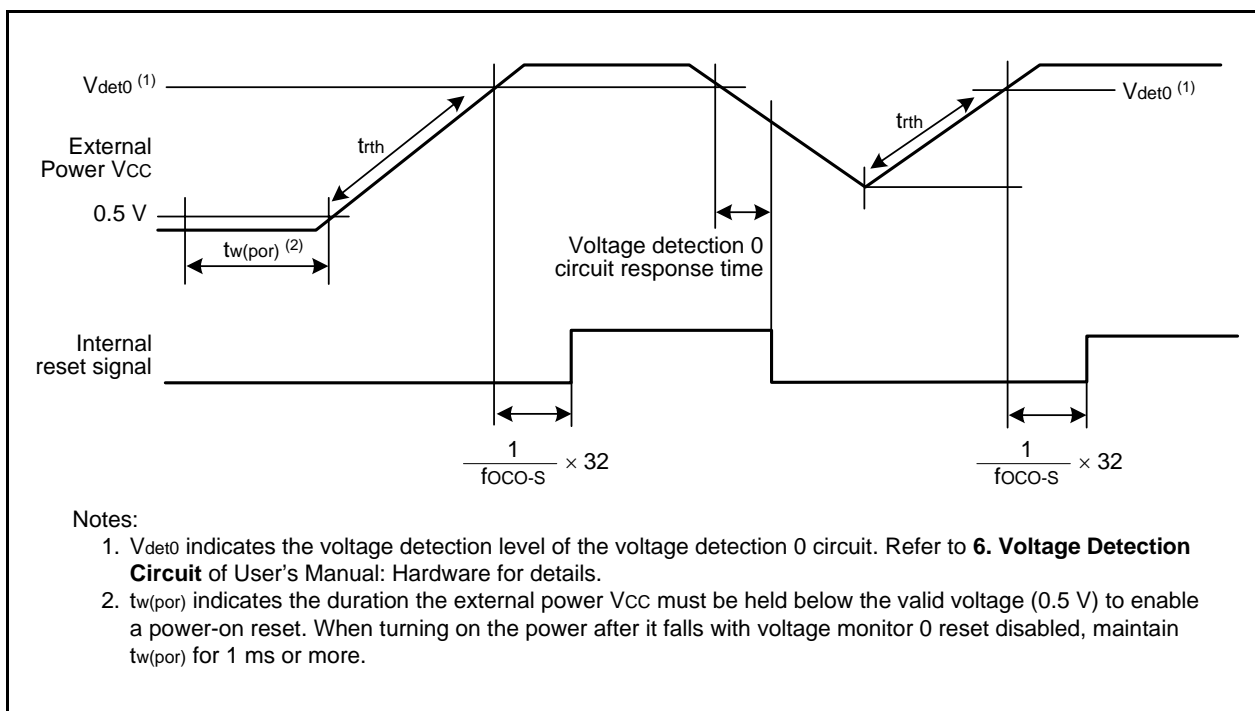 Vdet0 (1)
External
Power VCC
0.5 V
trth
tw(por) (2)
Voltage detection 0
circuit response time
trth
Vdet0 (1)
Internal
reset signal
1
fOCO-S
× 32
1
fOCO-S
× 32
Notes:
1. Vdet0 indicates the voltage detection level of the voltage detection 0 circuit. Refer to 6. Voltage Detection
Circuit of User's Manual: Hardware for details.
2. tw(por) indicates the duration the external power VCC must be held below the valid voltage (0.5 V) to enable
a power-on reset. When turning on the power after it falls with voltage monitor 0 reset disabled, maintain
tw(por) for 1 ms or more.